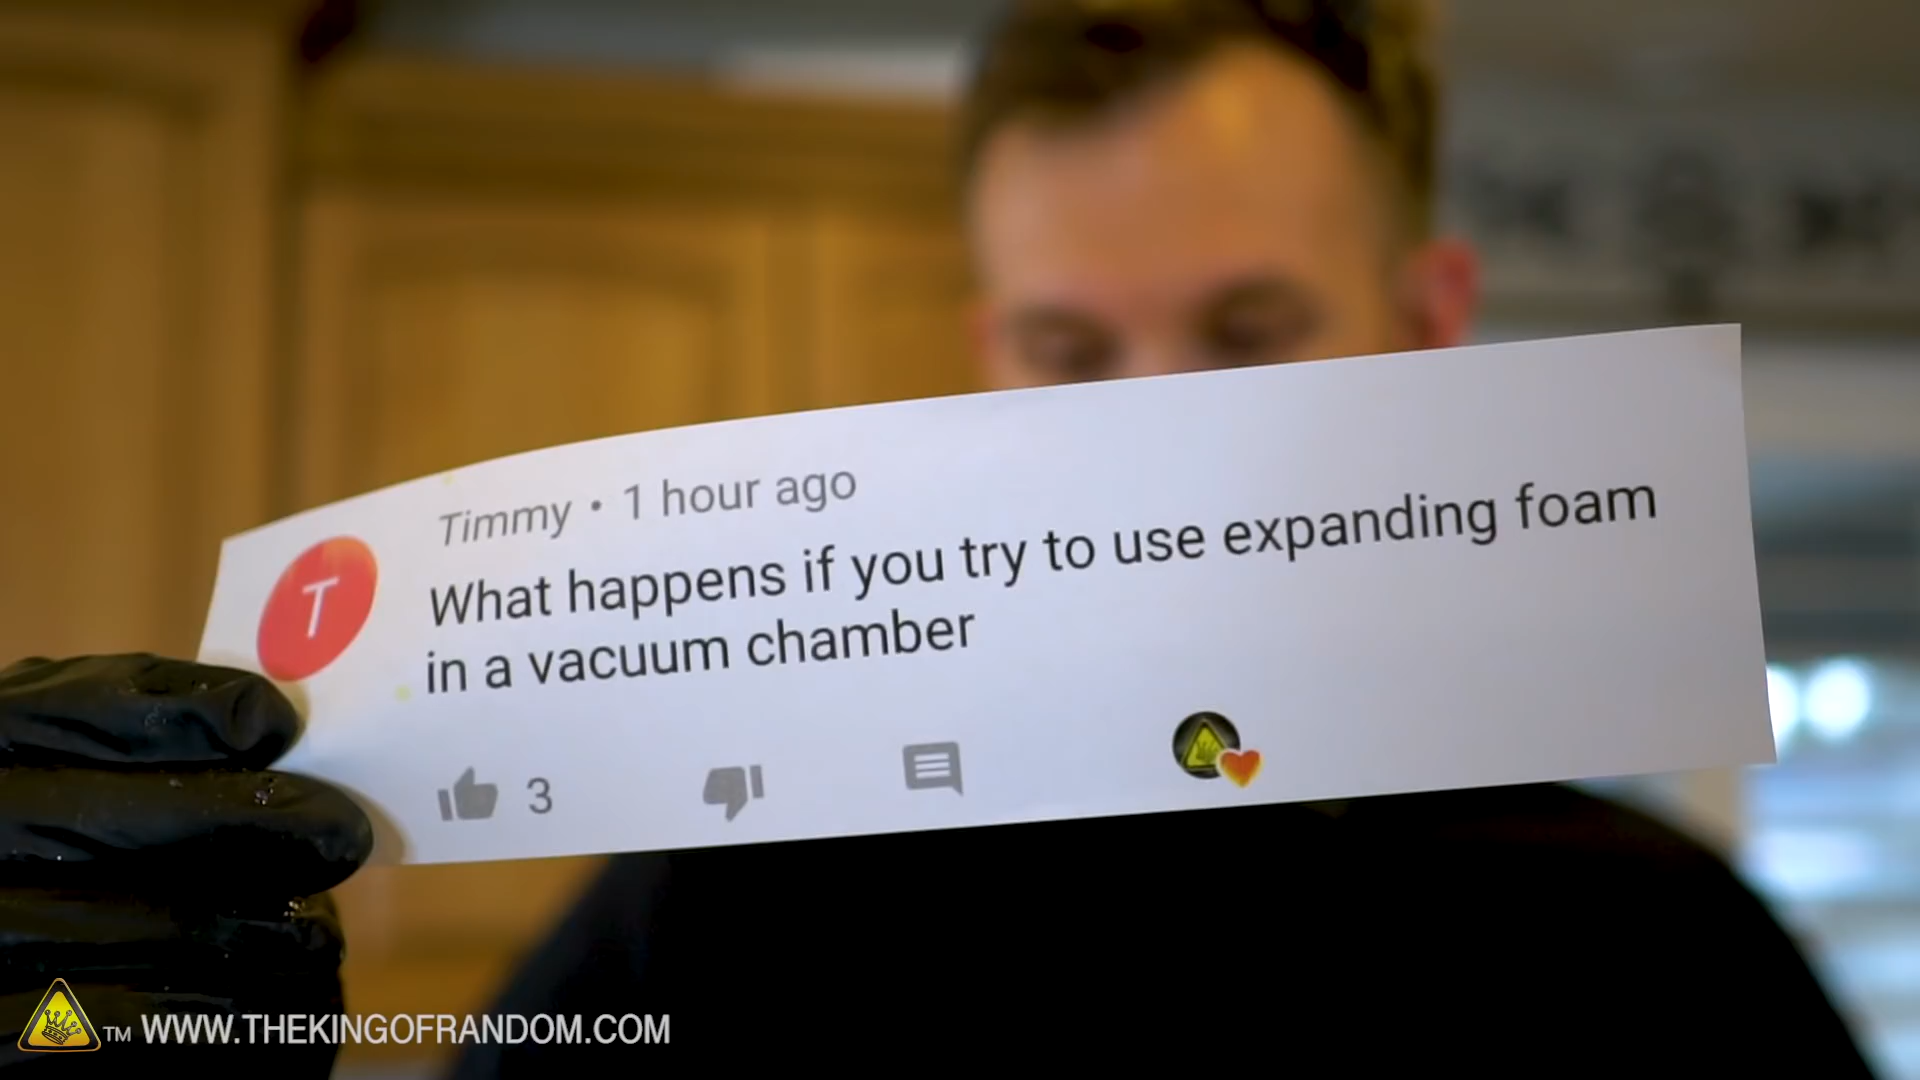 Timmy • 1 hour ago
T
What happens if you try to use expanding foam
in a vacuum chamber
3
TM WWW.THEKINGOFRANDOM.COM